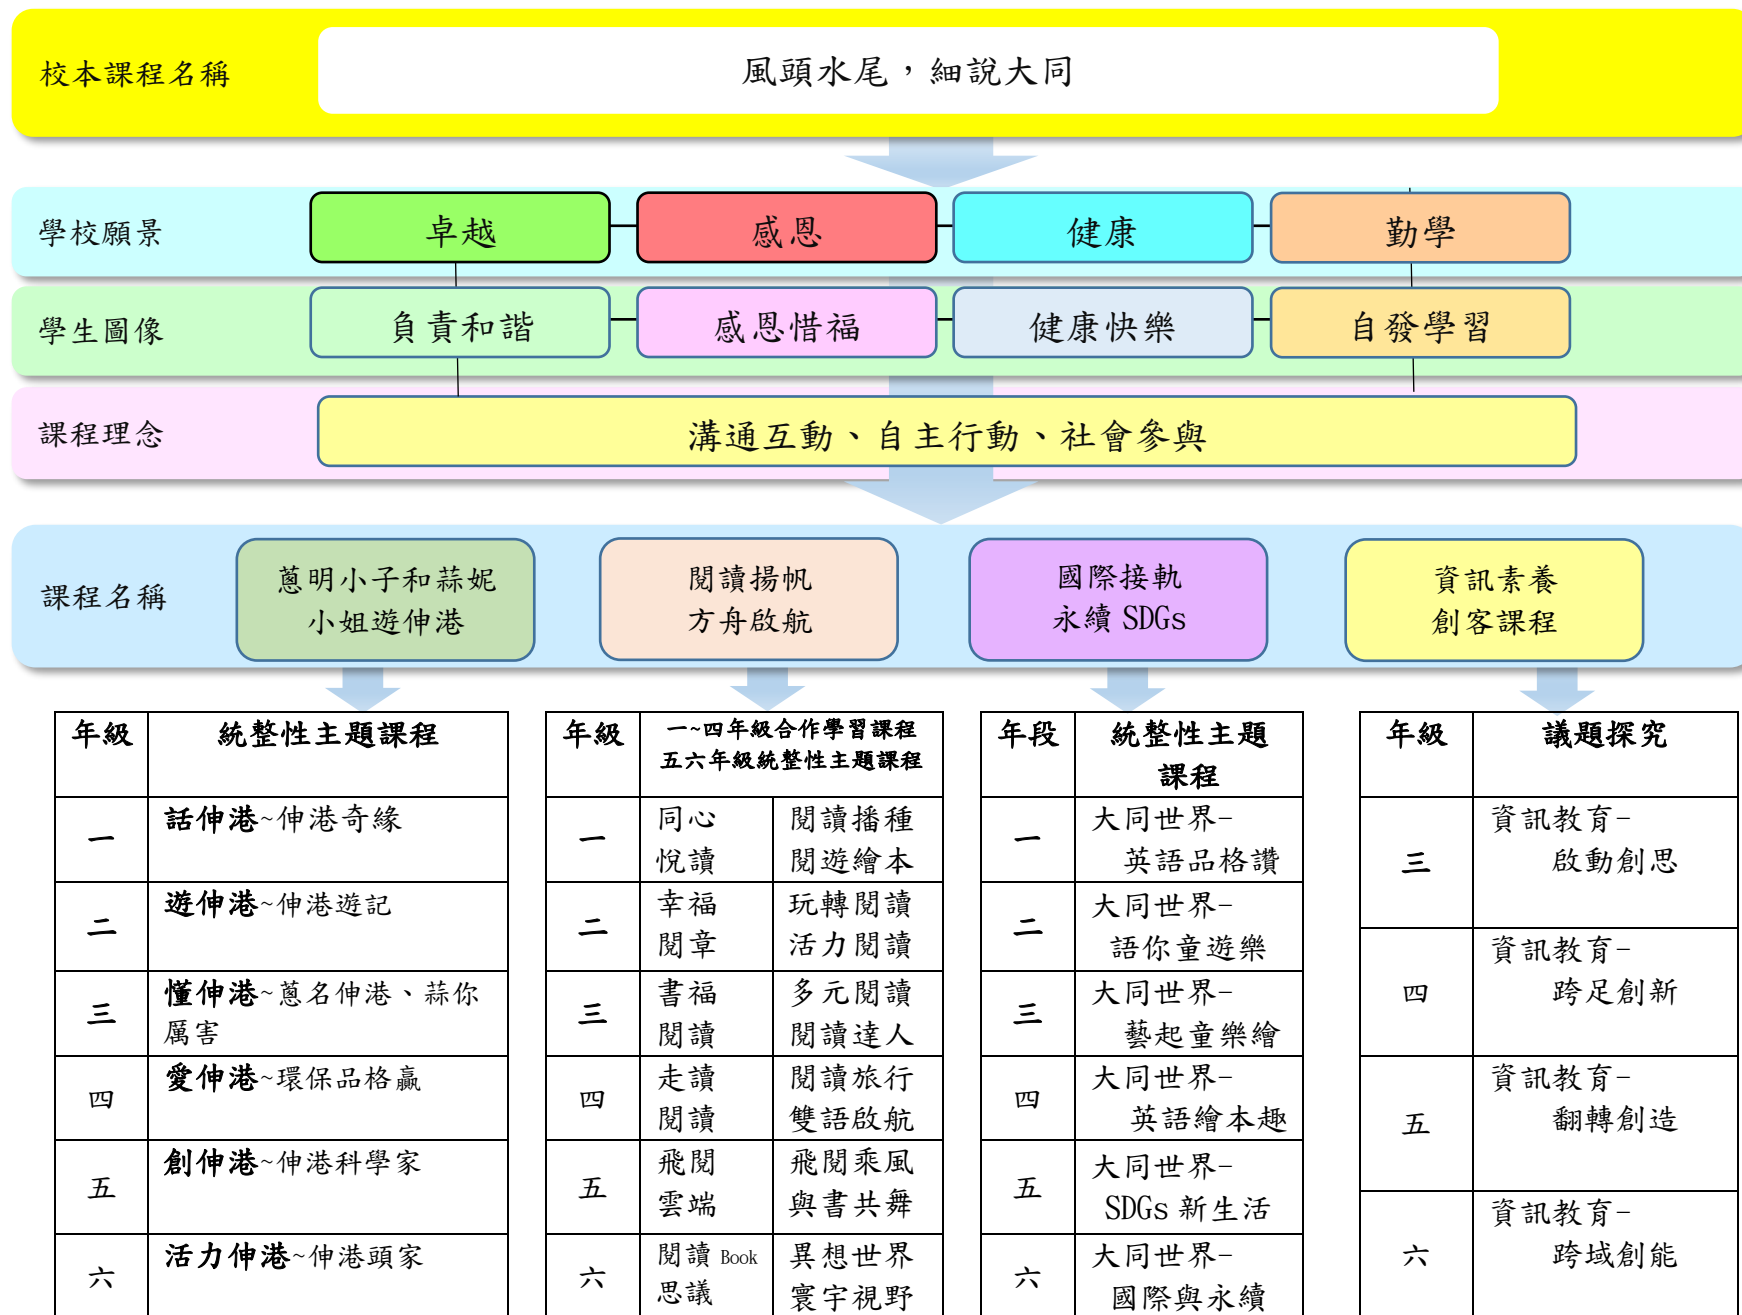 校本課程名稱
風頭水尾，細說大同
學校願景
卓越
感恩
健康
勤學
學生圖像
負責和諧
感恩惜福
健康快樂
自發學習
課程理念
溝通互動、自主行動、社會參與
課程名稱
蔥明小子和蒜妮
小姐遊伸港
閱讀揚帆
方舟啟航
國際接軌
永續 SDGs
資訊素養
創客課程
年級
統整性主題課程
一
話伸港~伸港奇緣
二
遊伸港~伸港遊記
三
懂伸港~蔥名伸港、蒜你
厲害
四
愛伸港~環保品格贏
五
創伸港~伸港科學家
六
活力伸港~伸港頭家
年級
一~四年級合作學習課程
五六年級統整性主題課程
一
同心
悅讀
閱讀播種
閱遊繪本
二
幸福
閱章
玩轉閱讀
活力閱讀
三
書福
閱讀
多元閱讀
閱讀達人
四
走讀
閱讀
閱讀旅行
雙語啟航
五
飛閱
雲端
飛閱乘風
與書共舞
六
閱讀 Book
思議
異想世界
寰宇視野
年段
統整性主題
課程
一
大同世界-
英語品格讚
二
大同世界-
語你童遊樂
三
大同世界-
藝起童樂繪
四
大同世界-
英語繪本趣
五
大同世界-
SDGs 新生活
六
大同世界-
國際與永續
年級
議題探究
三
資訊教育-
啟動創思
四
資訊教育-
跨足創新
五
資訊教育-
翻轉創造
六
資訊教育-
跨域創能